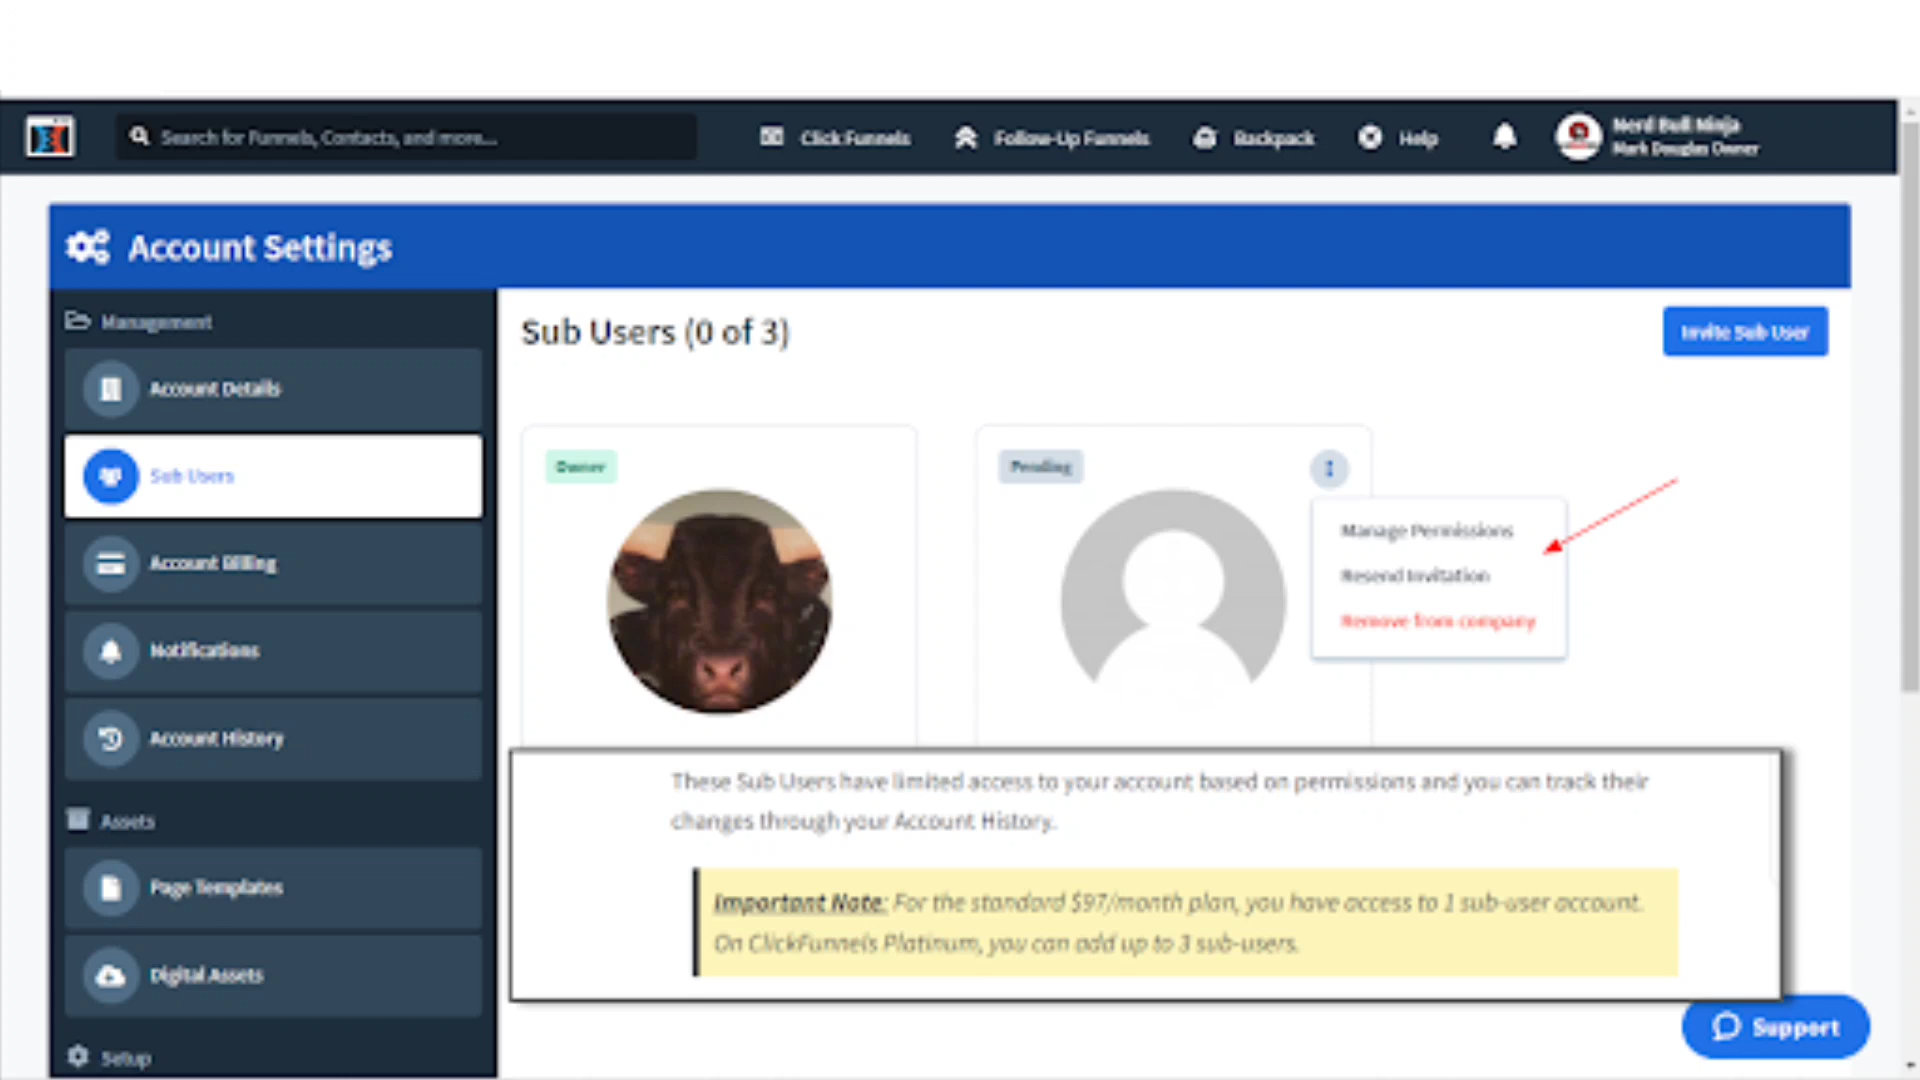 Search for Funnels, Contacts, and more...
ClickFunnels
Follow-Up Funnels
Backpack
Help
Nerd Bull Ninja
Mark Douglas Owner
Account Settings
Management
Account Details
Sub Users
Account Billing
Notifications
Account History
Assets
Page Templates
Digital Assets
Setup
Sub Users (0 of 3)
Invite Sub User
Owner
Pending
Manage Permissions
Resend Invitation
Remove from company
These Sub Users have limited access to your account based on permissions and you can track their
changes through your Account History.
Important Note: For the standard $97/month plan, you have access to 1 sub-user account.
On ClickFunnels Platinum, you can add up to 3 sub-users.
Support